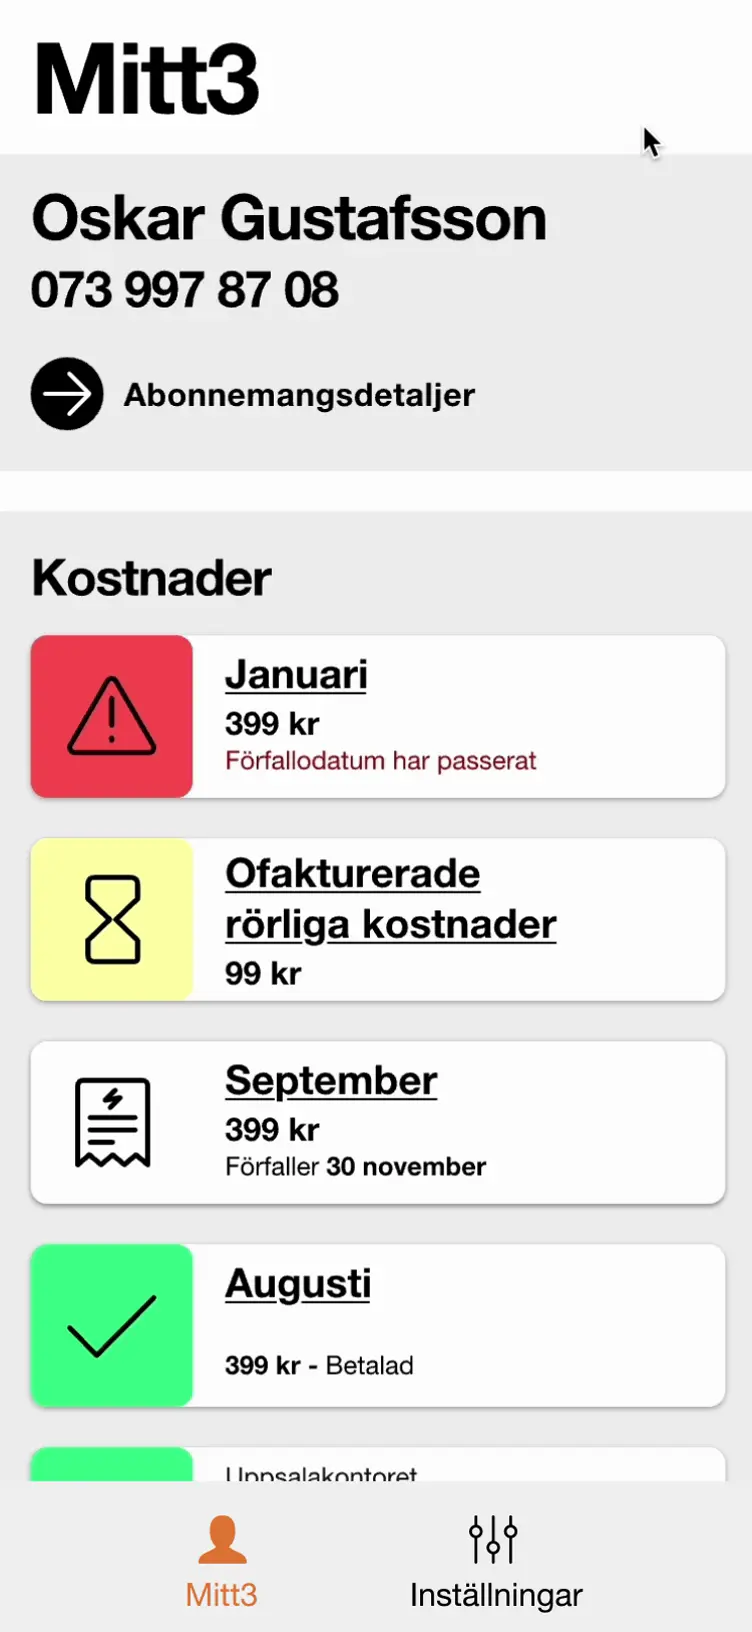 Mitt3
Oskar Gustafsson
073 997 87 08
Abonnemangsdetaljer
Kostnader
Januari
399 kr
Förfallodatum har passerat
Ofakturerade
rörliga kostnader
99 kr
September
399 kr
Förfaller 30 november
Augusti
399 kr - Betalad
Uppsalakontoret
Mitt3
Inställningar